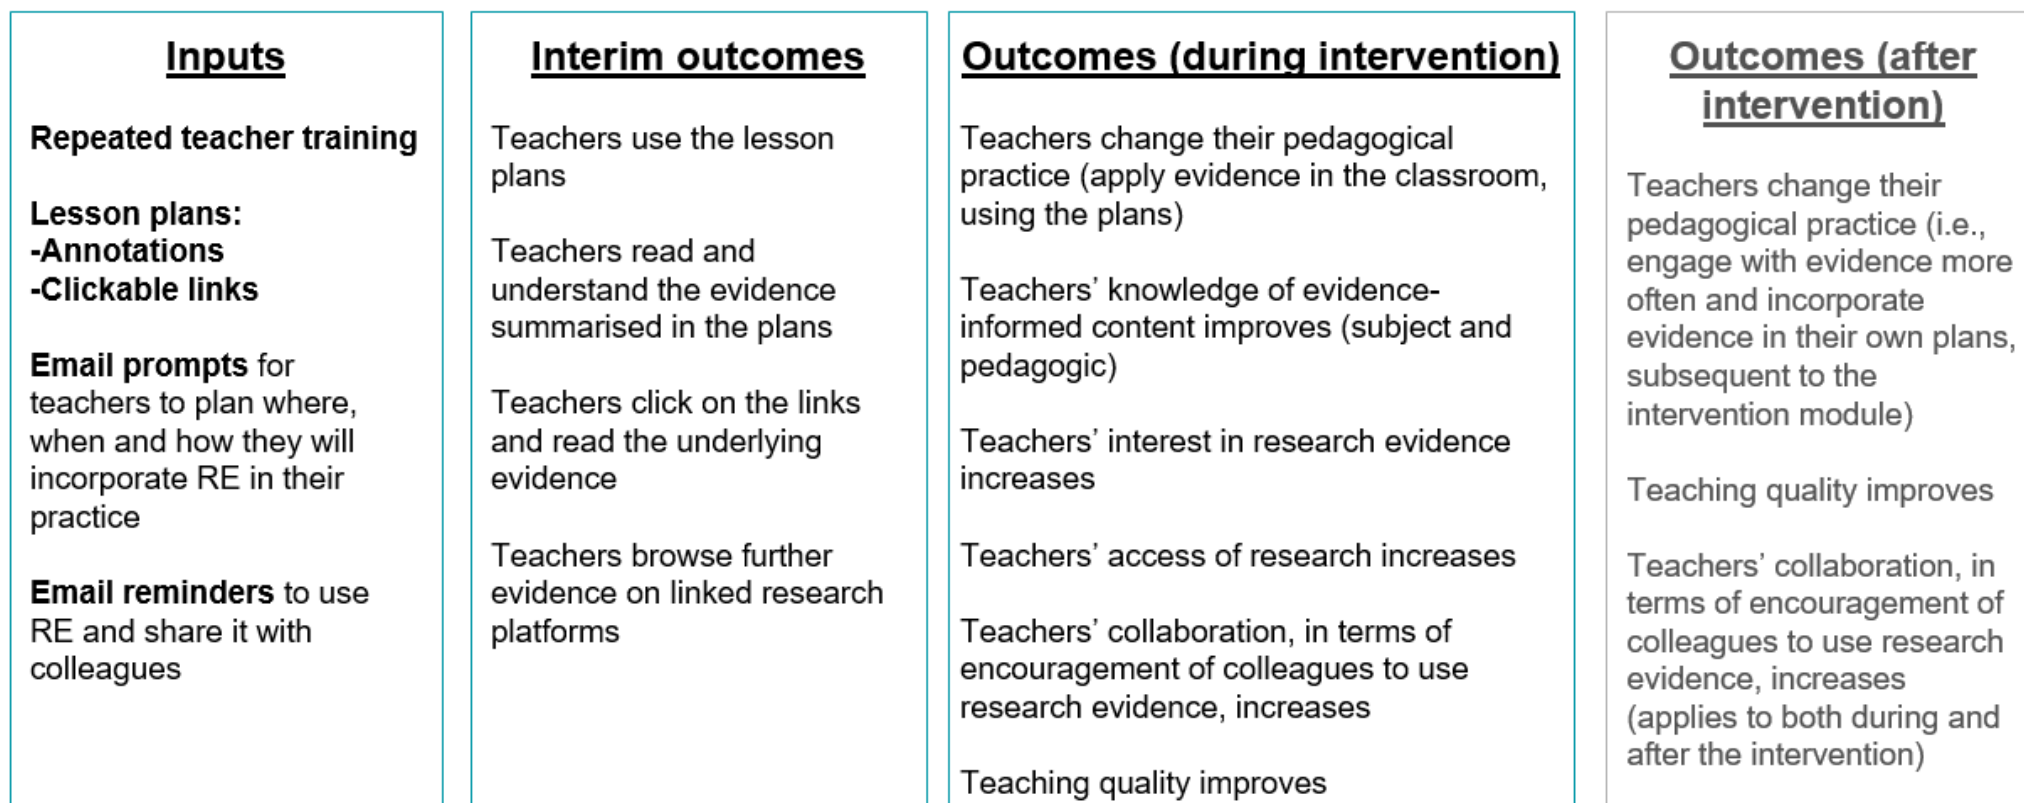 Inputs
Repeated teacher training
Lesson plans:
-Annotations
-Clickable links
Email prompts for
teachers to plan where,
when and how they will
incorporate RE in their
practice
Email reminders to use
RE and share it with
colleagues
Interim outcomes
Teachers use the lesson
plans
Teachers read and
understand the evidence
summarised in the plans
Teachers click on the links
and read the underlying
evidence
Teachers browse further
evidence on linked research
platforms
Outcomes (during intervention)
Teachers change their pedagogical
practice (apply evidence in the classroom,
using the plans)
Teachers’ knowledge of evidence-
informed content improves (subject and
pedagogic)
Teachers’ interest in research evidence
increases
Teachers’ access of research increases
Teachers’ collaboration, in terms of
encouragement of colleagues to use
research evidence, increases
Teaching quality improves
Outcomes (after
intervention)
Teachers change their
pedagogical practice (i.e.,
engage with evidence more
often and incorporate
evidence in their own plans,
subsequent to the
intervention module)
Teaching quality improves
Teachers’ collaboration, in
terms of encouragement of
colleagues to use research
evidence, increases
(applies to both during and
after the intervention)